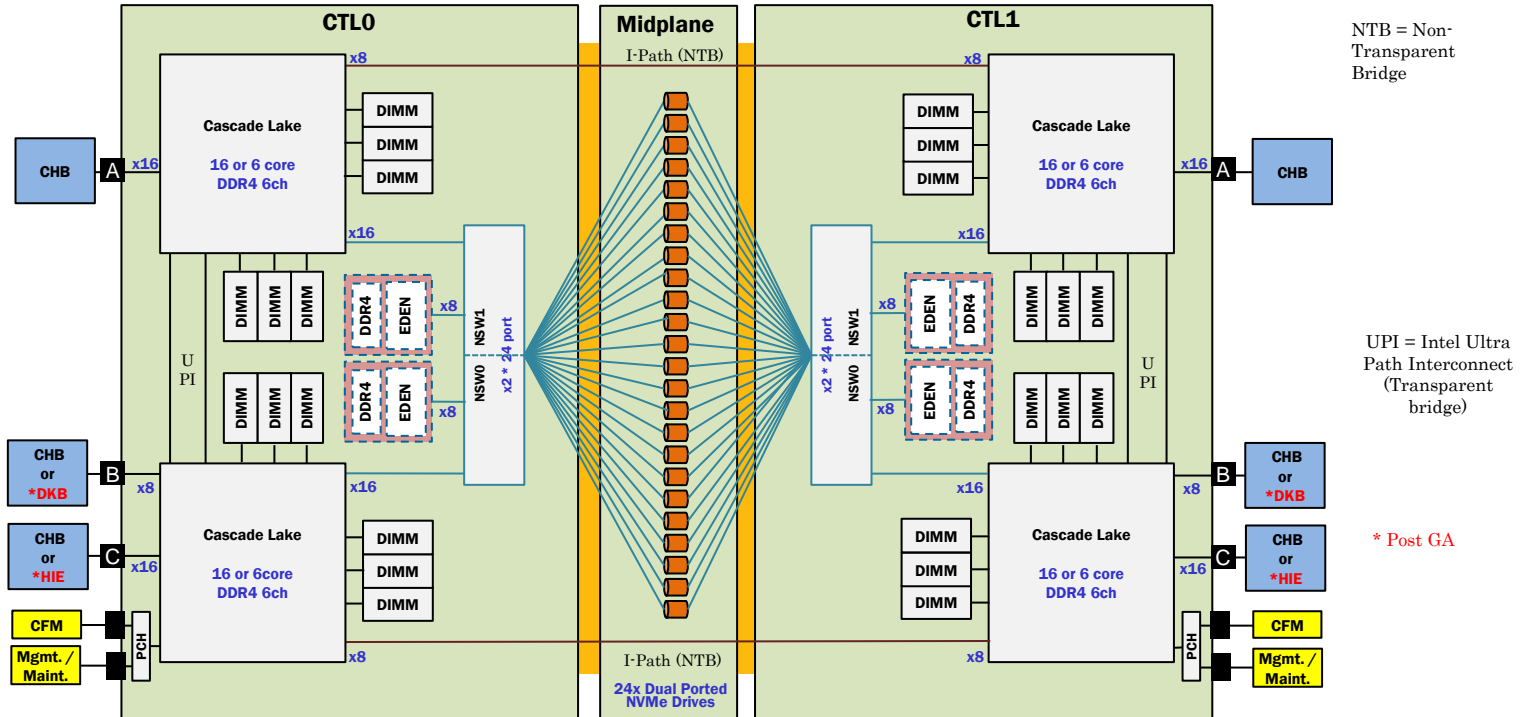 CTL0
Midplane
CTL1
NTB = Non-
Transparent
Bridge
I-Path (NTB)
x8
x8
Cascade Lake
16 or 6 core
DDR4 6ch
DIMM
DIMM
DIMM
DIMM
DIMM
DIMM
Cascade Lake
16 or 6 core
DDR4 6ch
CHB
A
x16
x16
A
CHB
x16
x16
DIMM
DIMM
DIMM
DDR4
EDEN
x8
NSW1
NSW0
x2 * 24 port
DDR4
EDEN
x8
NSW1
NSW0
x2 * 24 port
x8
EDEN
DDR4
x8
EDEN
DDR4
DIMM
DIMM
DIMM
U
PI
U
PI
UPI = Intel Ultra
Path Interconnect
(Transparent
bridge)
DIMM
DIMM
DIMM
DIMM
DIMM
DIMM
CHB
or
*DKB
B
x8
x16
x16
x8
B
CHB
or
*DKB
Cascade Lake
16 or 6core
DDR4 6ch
DIMM
DIMM
DIMM
DIMM
DIMM
DIMM
Cascade Lake
16 or 6 core
DDR4 6ch
CHB
or
*HIE
C
x16
x16
C
CHB
or
*HIE
* Post GA
CFM
Mgmt. /
Maint.
PCH
x8
x8
PCH
CFM
Mgmt. /
Maint.
I-Path (NTB)
24x Dual Ported
NVMe Drives